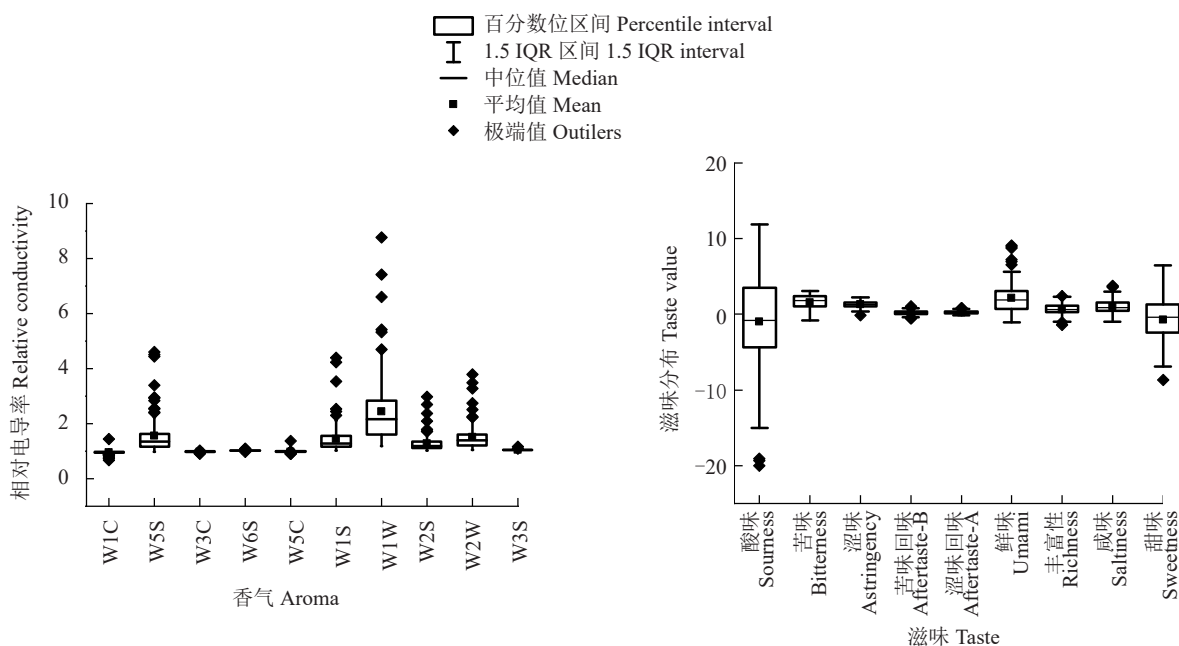 百分数位区间 Percentile interval
1.5 IQR 区间 1.5 IQR interval
中位值 Median
平均值 Mean
极端值 Outilers
相对电导率 Relative conductivity
10
8
6
4
2
0
W1C
W5S
W3C
W6S
W5C
W1S
W1W
W2S
W2W
W3S
香气 Aroma
滋味分布 Taste value
20
10
0
−10
−20
酸味
Sourness
苦味
Bitterness
涩味
Astringency
苦味回味
Aftertaste-B
涩味回味
Aftertaste-A
鲜味
Umami
丰富性
Richness
咸味
Saltiness
甜味
Sweetness
滋味 Taste